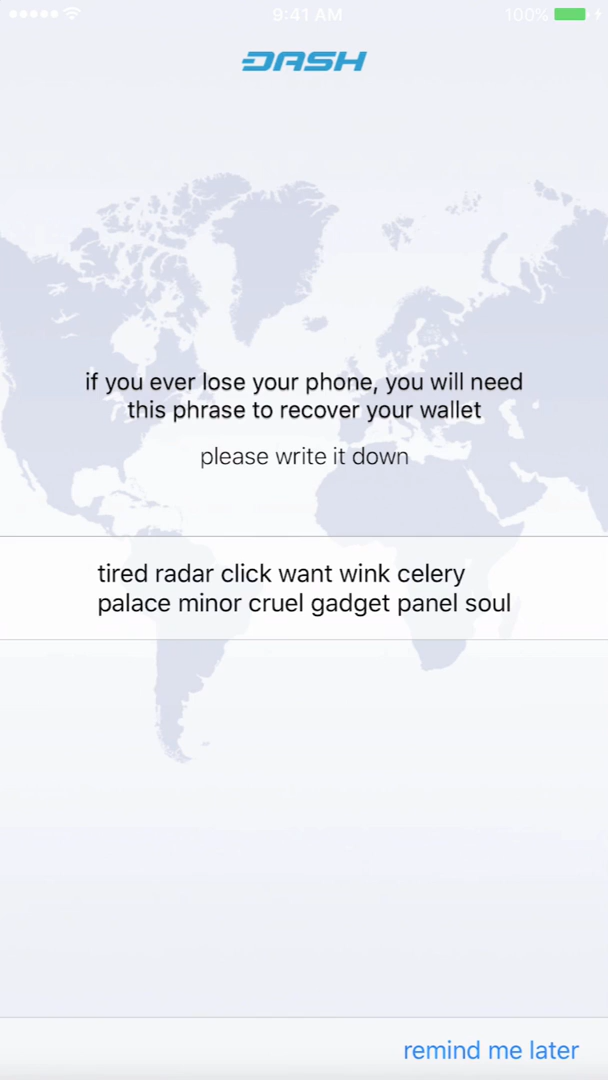 9:41 AM
100%
DASH
if you ever lose your phone, you will need
this phrase to recover your wallet
please write it down
tired radar click want wink celery
palace minor cruel gadget panel soul
remind me later